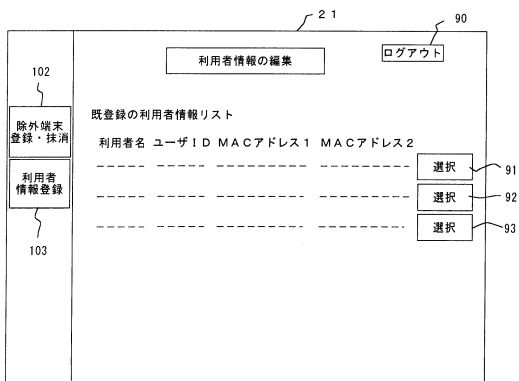 21
90
利用者情報の編集
ログアウト
102
除外端末
登録・抹消
利用者
情報登録
103
既登録の利用者情報リスト
利用者名 ユーザID MACアドレス1 MACアドレス2
選択 91
選択 92
選択 93